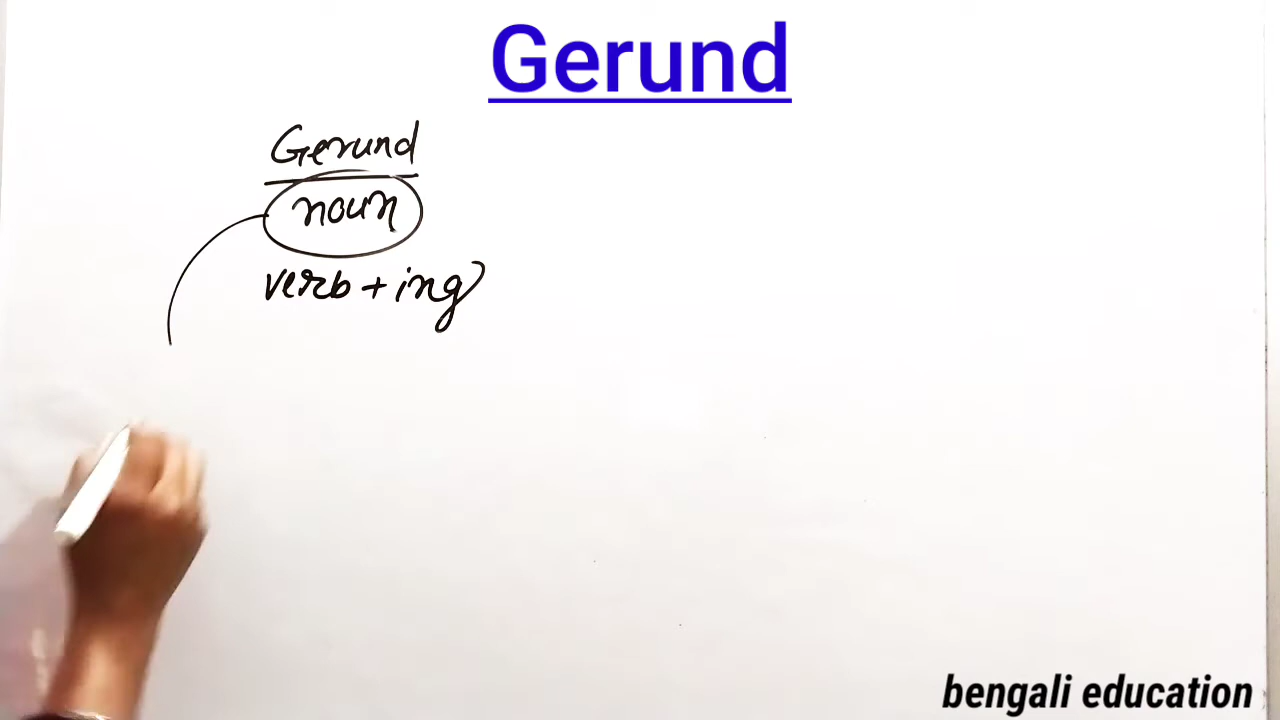 Gerund
Gerund
noun
verb + ing
bengali education